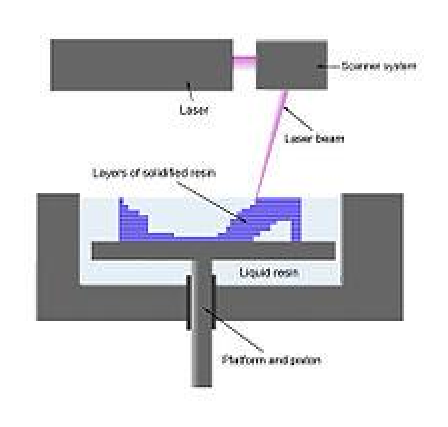 Scanner system
Laser
Laser beam
Layers of solidified resin
Liquid resin
Platform and piston